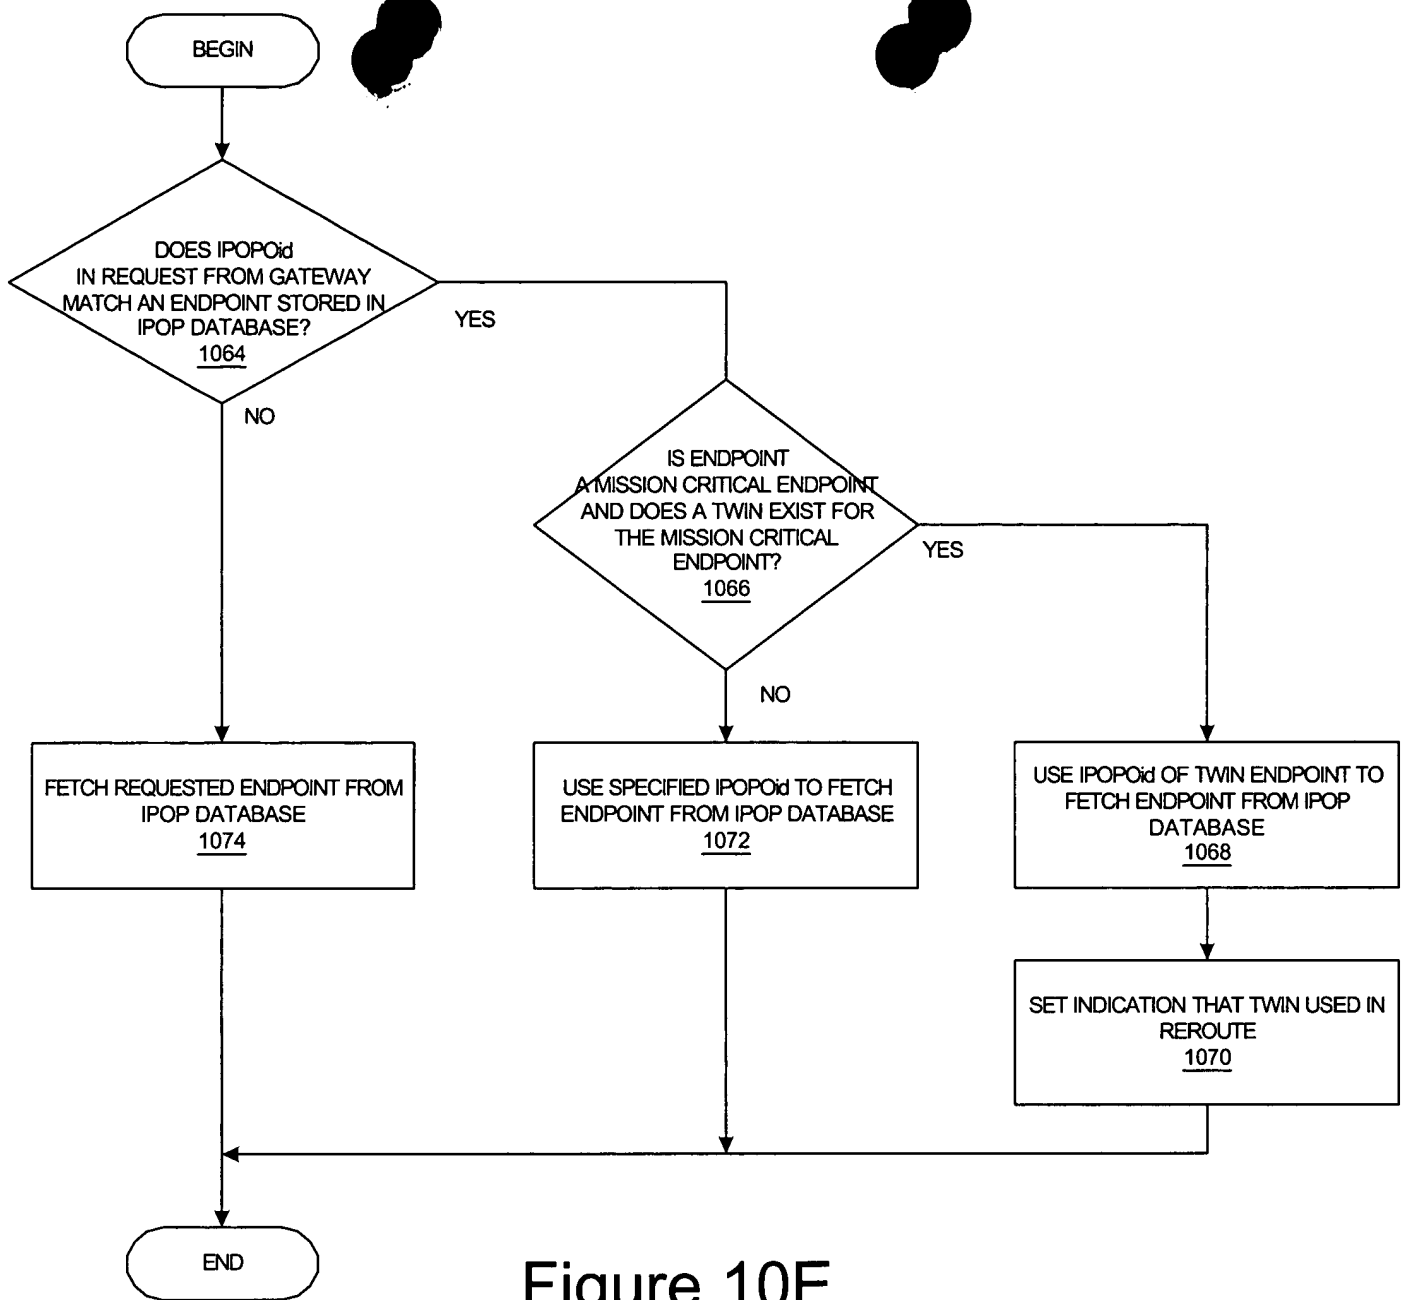 BEGIN
DOES IPOPOid
IN REQUEST FROM GATEWAY
MATCH AN ENDPOINT STORED IN
IPOP DATABASE?
1064
YES
NO
IS ENDPOINT
A MISSION CRITICAL ENDPOINT
AND DOES A TWIN EXIST FOR
THE MISSION CRITICAL
ENDPOINT?
1066
YES
NO
FETCH REQUESTED ENDPOINT FROM
IPOP DATABASE
1074
USE SPECIFIED IPOPOid TO FETCH
ENDPOINT FROM IPOP DATABASE
1072
USE IPOPOid OF TWIN ENDPOINT TO
FETCH ENDPOINT FROM IPOP
DATABASE
1068
SET INDICATION THAT TWIN USED IN
REROUTE
1070
END
Figure